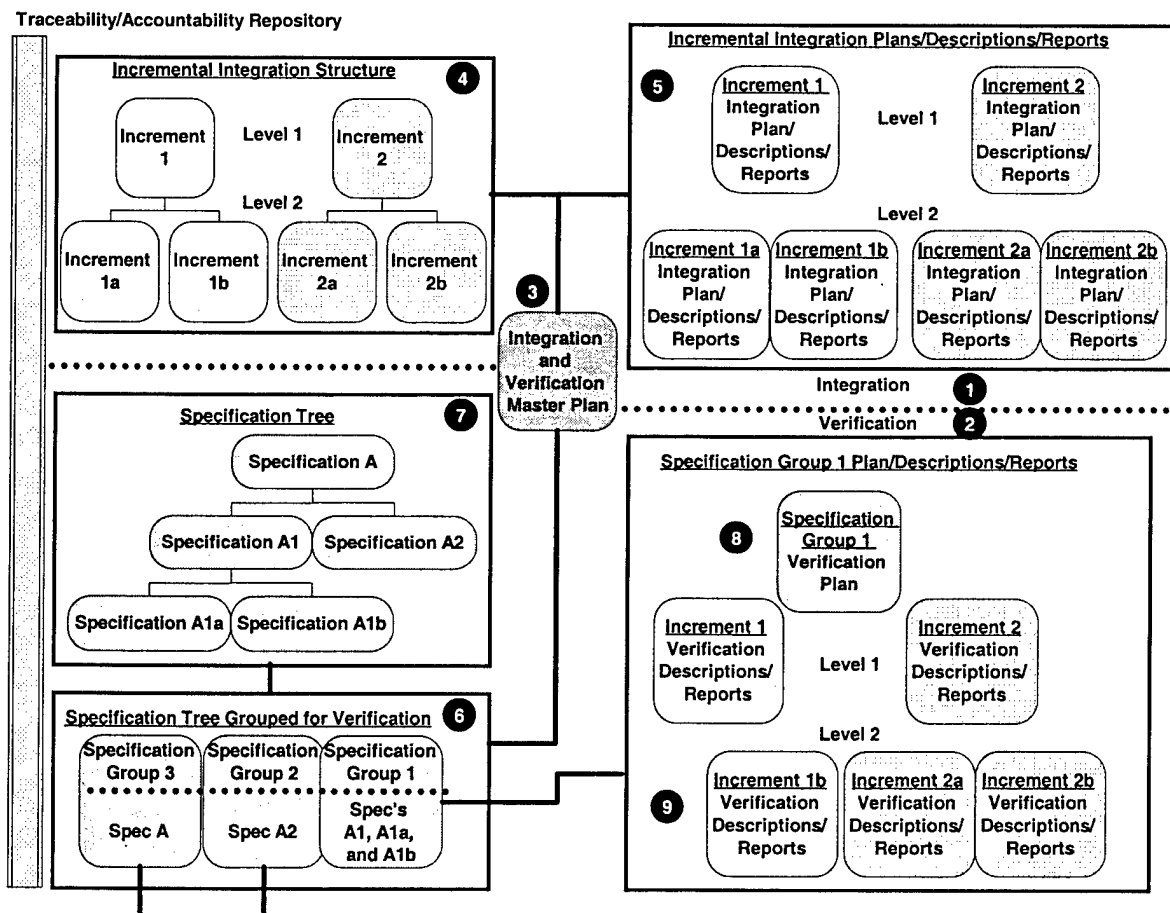 Traceability/Accountability Repository
Incremental Integration Structure
4
Increment
1
Level 1
Increment
2
Level 2
Increment
1a
Increment
1b
Increment
2a
Increment
2b
Incremental Integration Plans/Descriptions/Reports
5
Increment 1
Integration
Plan/
Descriptions/
Reports
Level 1
Increment 2
Integration
Plan/
Descriptions/
Reports
Level 2
Increment 1a
Integration
Plan/
Descriptions/
Reports
Increment 1b
Integration
Plan/
Descriptions/
Reports
Increment 2a
Integration
Plan/
Descriptions/
Reports
Increment 2b
Integration
Plan/
Descriptions/
Reports
3
Integration
and
Verification
Master Plan
Integration
1
Verification
2
Specification Tree
7
Specification A
Specification A1
Specification A2
Specification A1a
Specification A1b
Specification Tree Grouped for Verification
6
Specification
Group 3
Spec A
Specification
Group 2
Spec A2
Specification
Group 1
Spec's
A1, A1a,
and A1b
Specification Group 1 Plan/Descriptions/Reports
8
Specification
Group 1
Verification
Plan
Increment 1
Verification
Descriptions/
Reports
Level 1
Increment 2
Verification
Descriptions/
Reports
Level 2
9
Increment 1b
Verification
Descriptions/
Reports
Increment 2a
Verification
Descriptions/
Reports
Increment 2b
Verification
Descriptions/
Reports